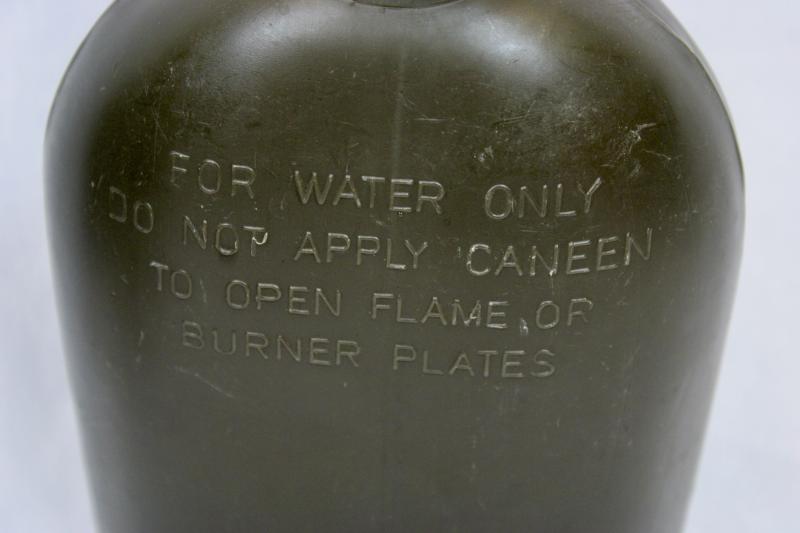 FOR WATER ONLY
DO NOT APPLY CANEEN
TO OPEN FLAME OR
BURNER PLATES